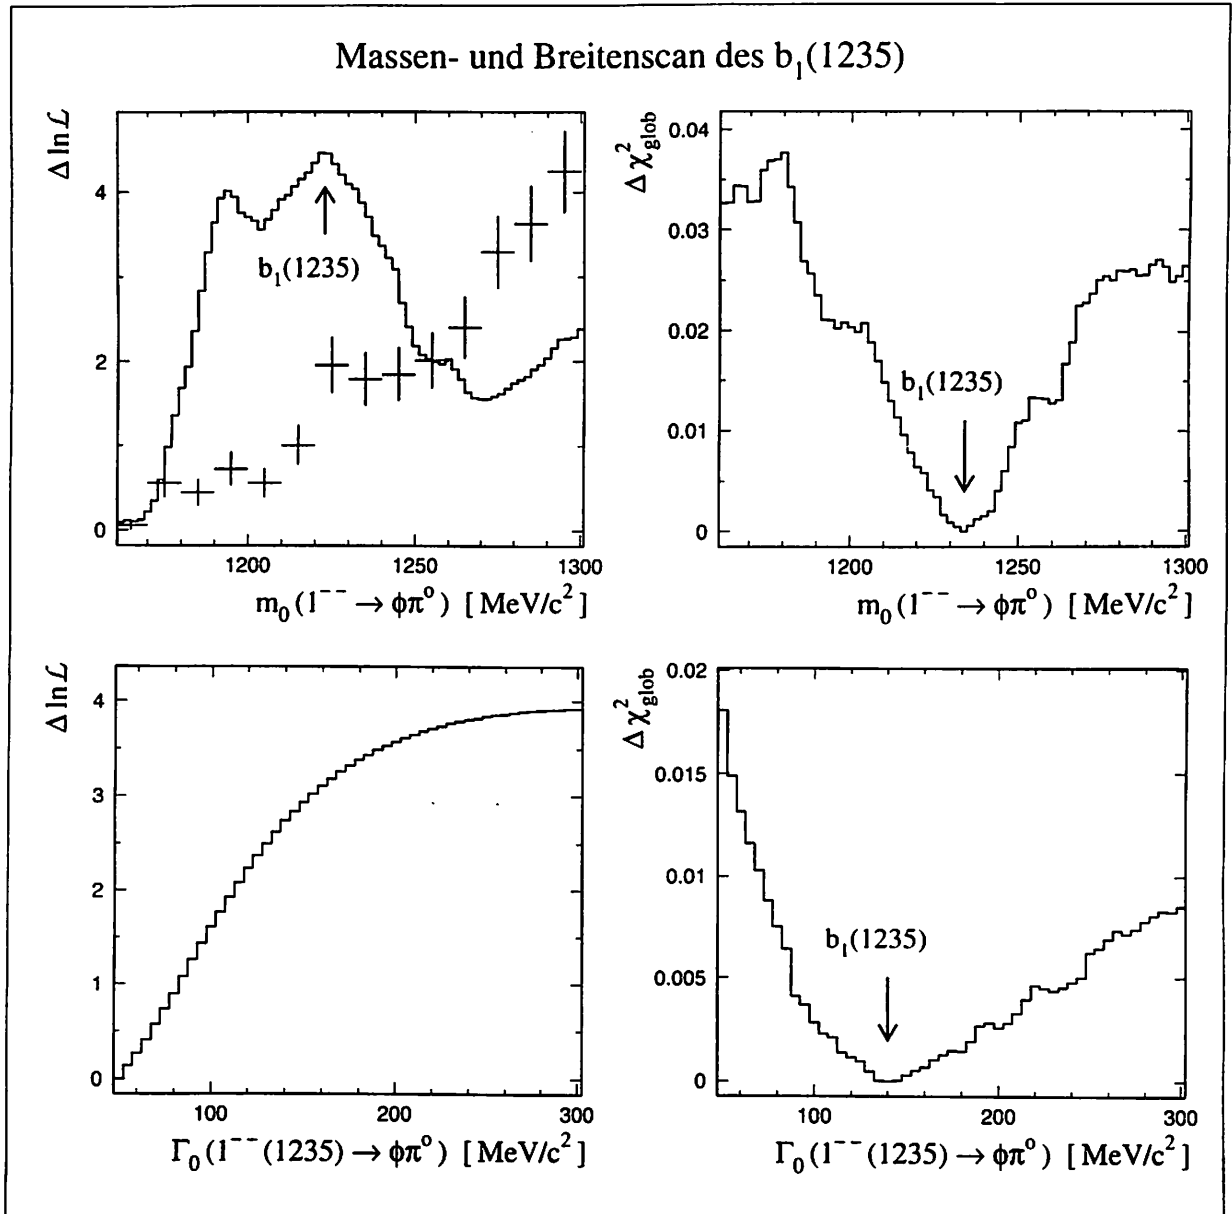 Massen- und Breitenscan des b₁(1235)
Δ ln ℒ
4
2
0
b₁(1235)
1200 1250 1300
m₀(1⁻⁻ → ϕπ⁰) [MeV/c²]
Δχ²glob
0.04
0.03
0.02
0.01
0
b₁(1235)
1200 1250 1300
m₀(1⁻⁻ → ϕπ⁰) [MeV/c²]
Δ ln ℒ
4
3
2
1
0
100 200 300
Γ₀(1⁻⁻(1235) → ϕπ⁰) [MeV/c²]
Δχ²glob
0.02
0.015
0.01
0.005
0
b₁(1235)
100 200 300
Γ₀(1⁻⁻(1235) → ϕπ⁰) [MeV/c²]